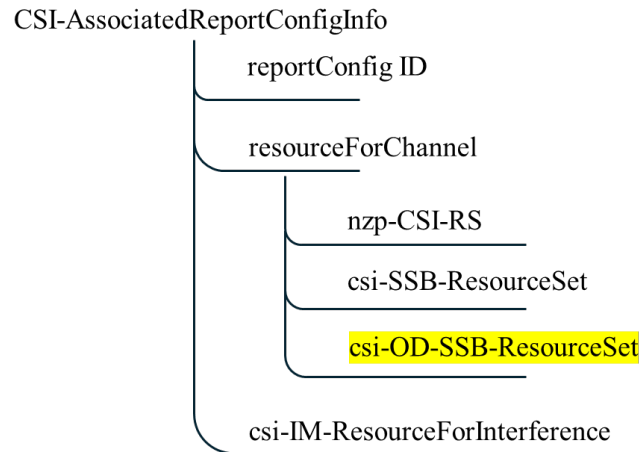 CSI-AssociatedReportConfigInfo
reportConfig ID
resourceForChannel
nzp-CSI-RS
csi-SSB-ResourceSet
csi-OD-SSB-ResourceSet
csi-IM-ResourceForInterference